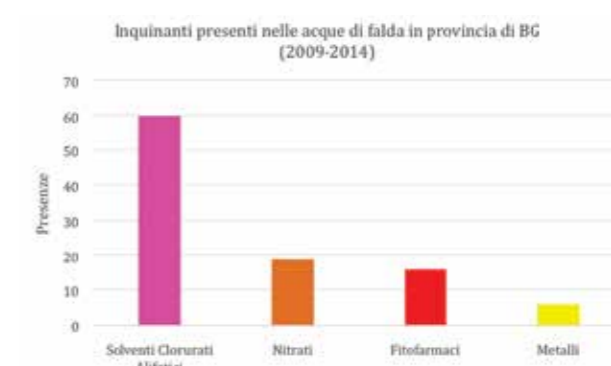 Inquinanti presenti nelle acque di falda in provincia di BG
(2009-2014)
70
60
50
40
30
20
10
0
Presenze
Solventi Clorurati
Nitrati
Fitofarmaci
Metalli